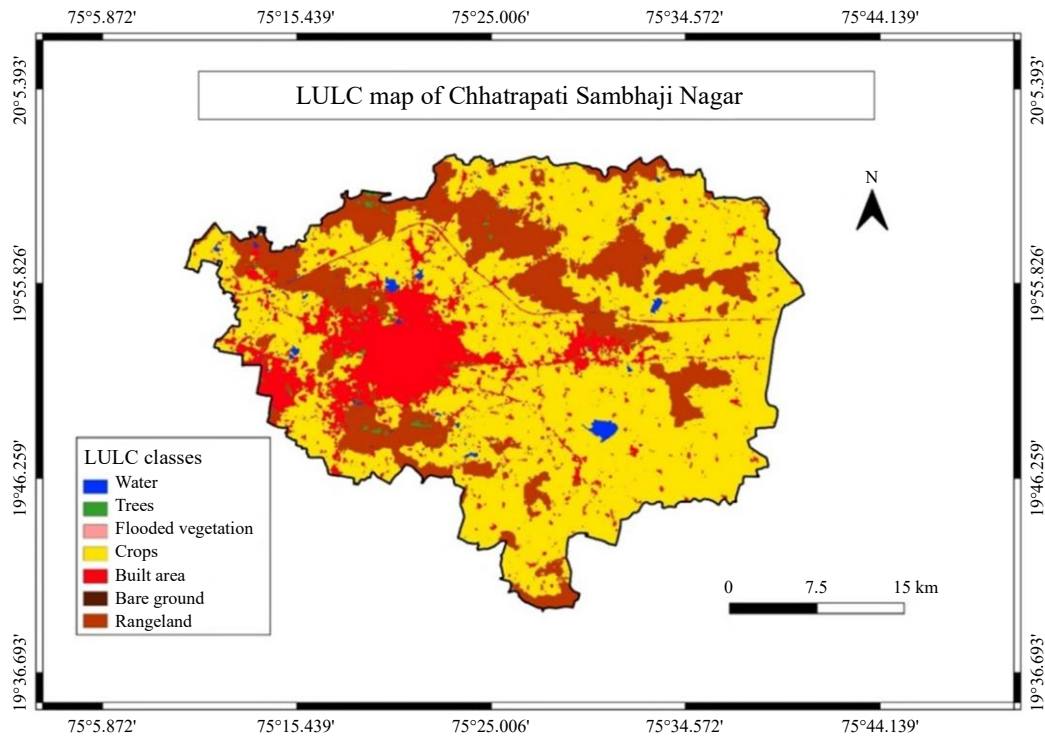 75°5.872' 75°15.439' 75°25.006' 75°34.572' 75°44.139'
20°5.393' 20°5.393'
LULC map of Chhatrapati Sambhaji Nagar
N
19°55.826' 19°55.826'
19°46.259' 19°46.259'
LULC classes
Water
Trees
Flooded vegetation
Crops
Built area
Bare ground
Rangeland
0 7.5 15 km
19°36.693' 19°36.693'
75°5.872' 75°15.439' 75°25.006' 75°34.572' 75°44.139'